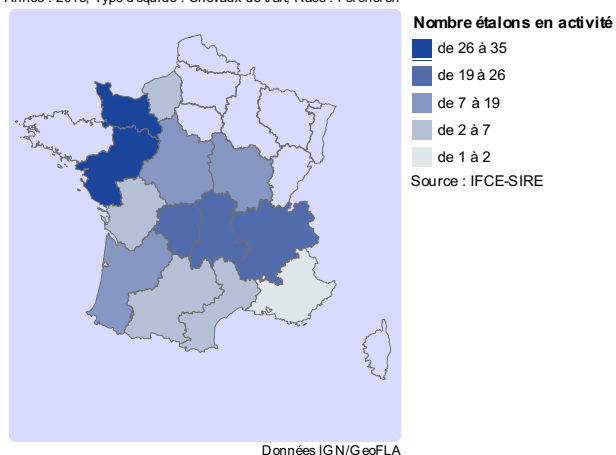 Nombre étalons en activité
de 26 à 35
de 19 à 26
de 7 à 19
de 2 à 7
de 1 à 2
Source : IFCE-SIRE
Données IGN/GeoFLA